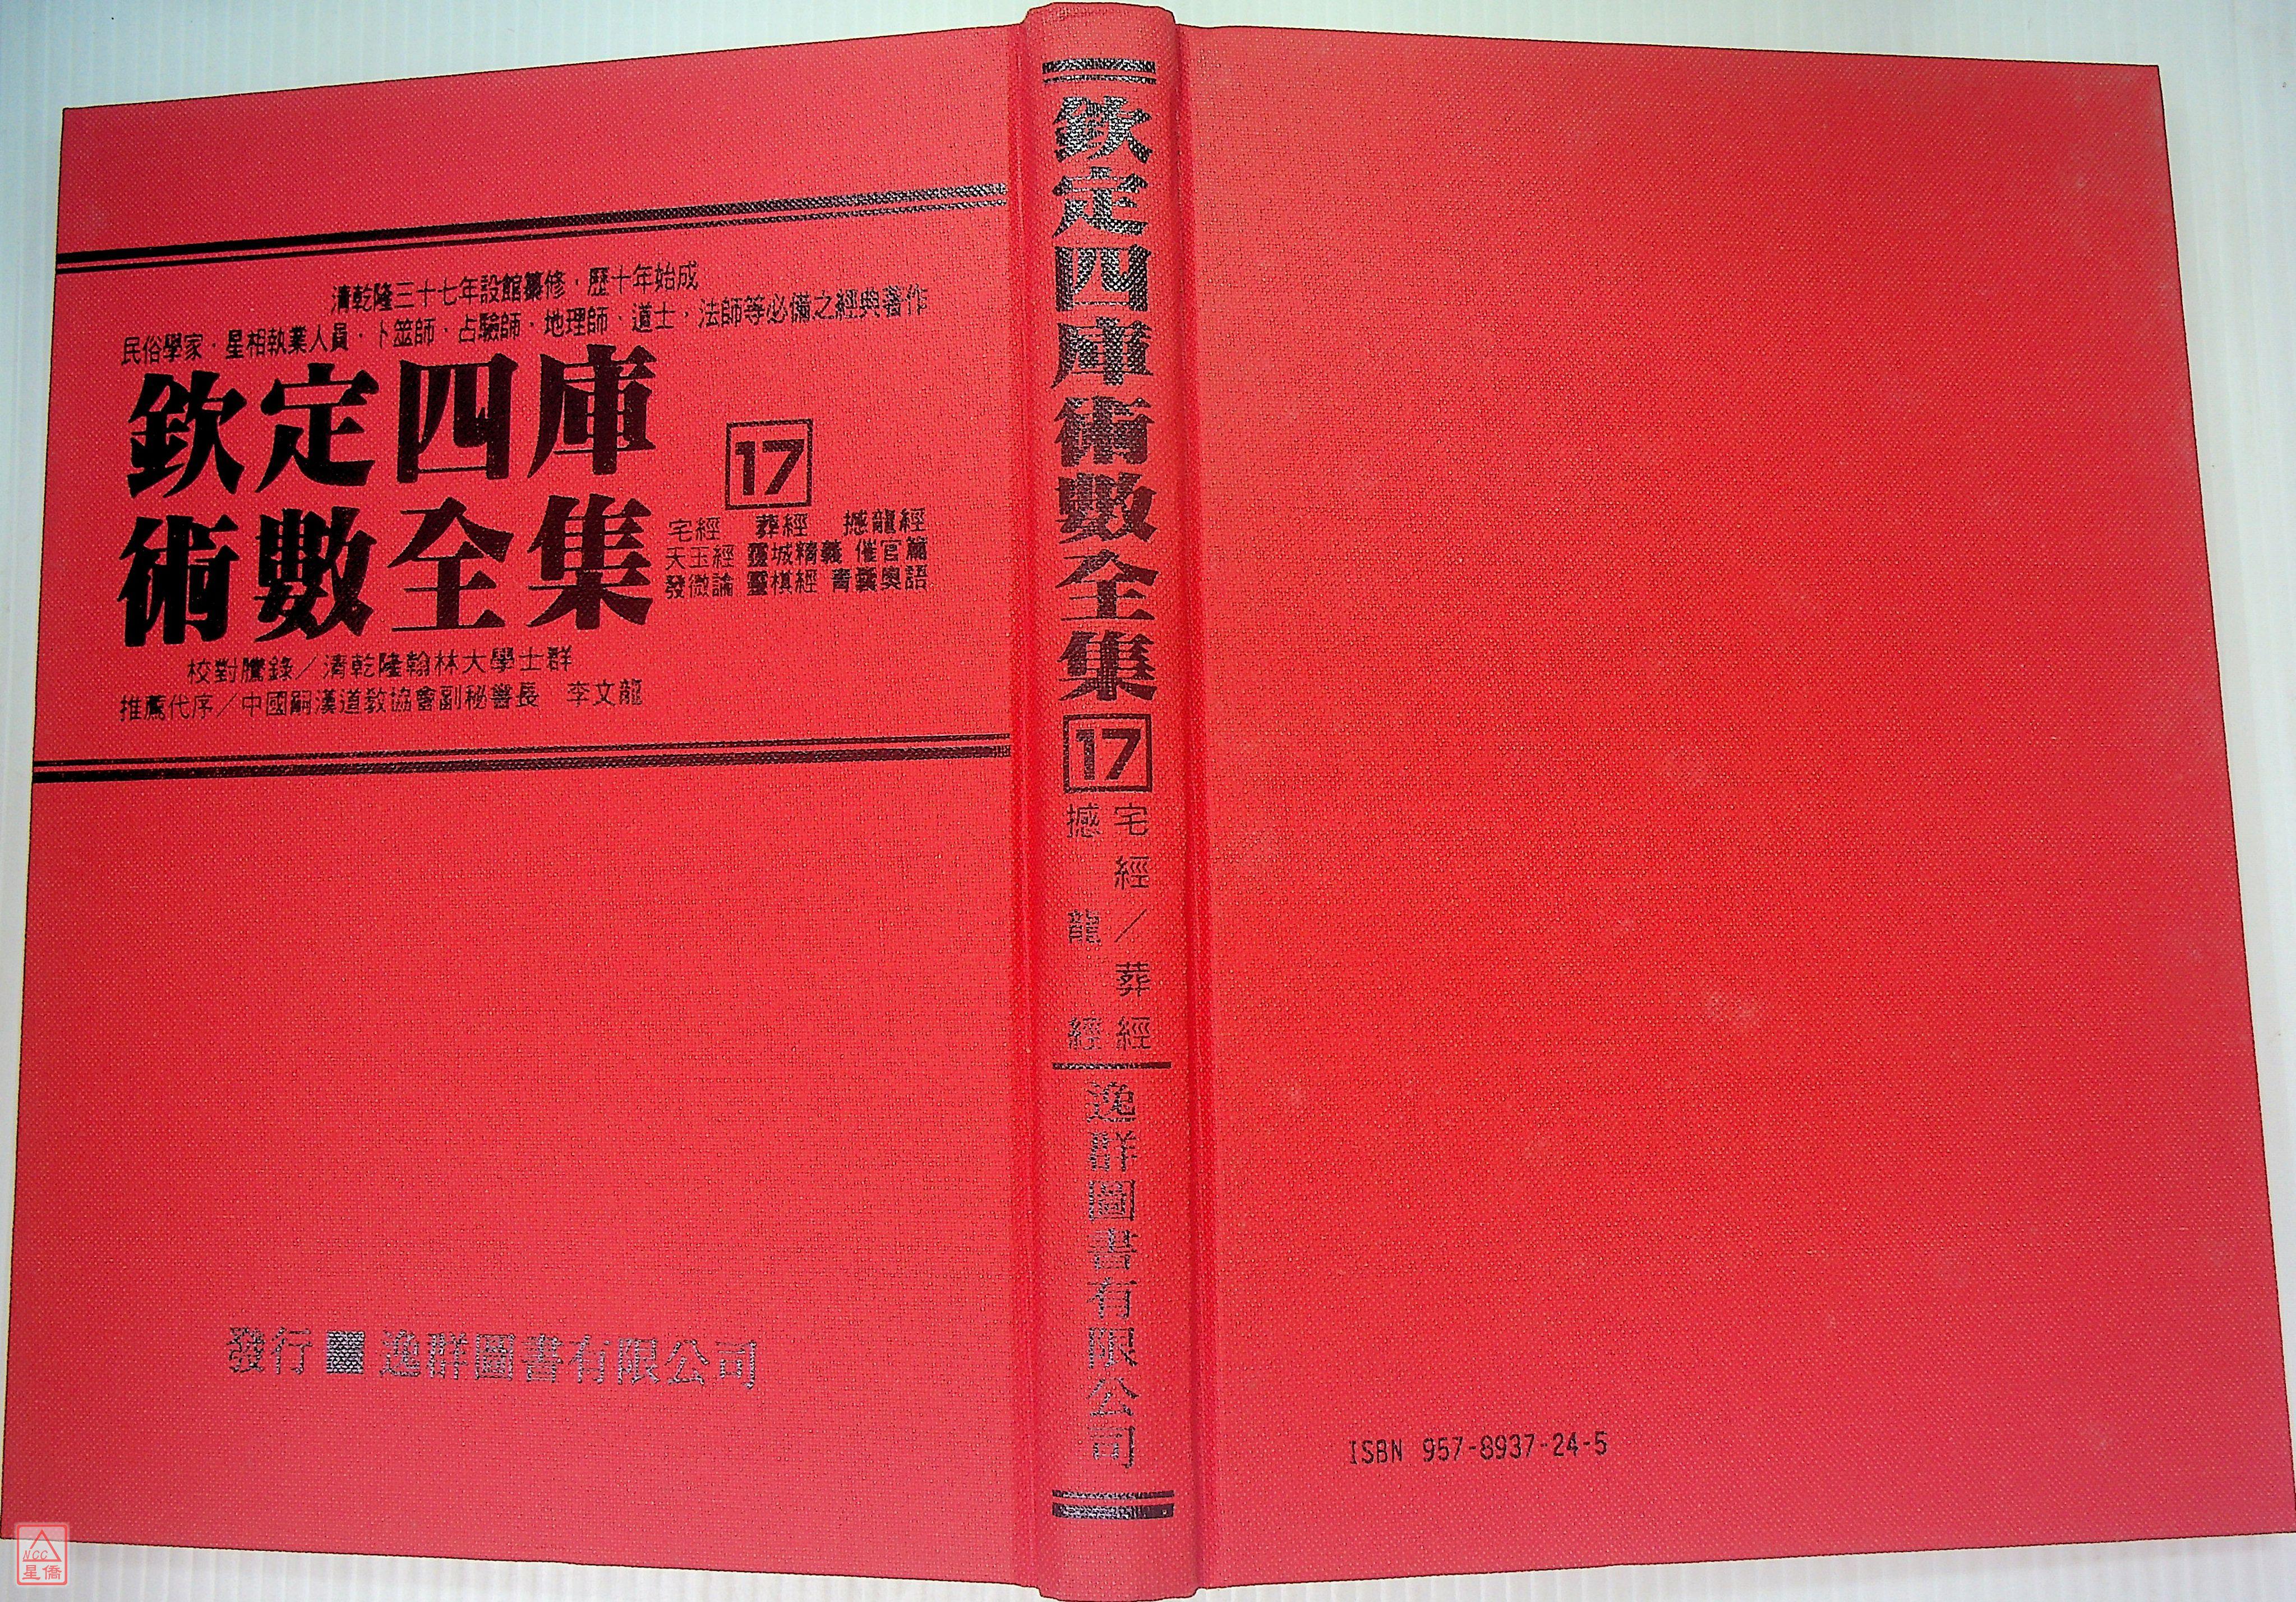 清乾隆三十七年設館纂修，歷十年始成
民俗學家．星相執業人員．卜筮師．占驗師．地理師．道士．法師等必備之經典著作
欽定四庫
術數全集
17
宅經 葬經 撼龍經
天玉經 靈城精義 催官篇
發微論 靈棋經 青囊奧語
校對騰錄／清乾隆翰林大學士群
推薦代序／中國嗣漢道教協會副秘書長 李文龍
發行 逸群圖書有限公司
欽定四庫術數全集
17
宅經／葬經
撼龍經
逸群圖書有限公司
ISBN 957-8937-24-5
NCC
星僑